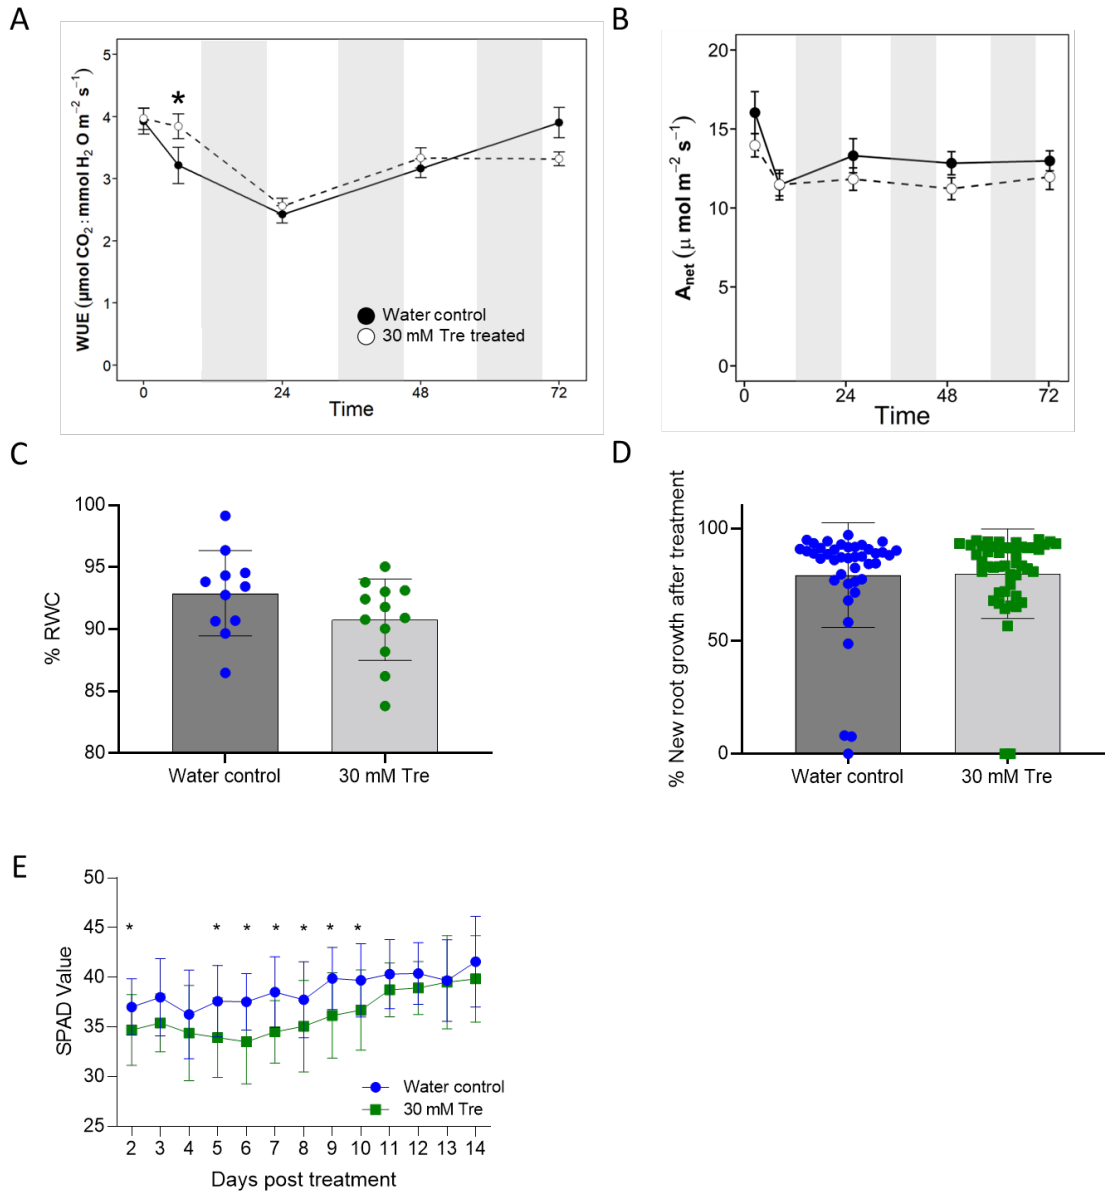 A
WUE (µmol CO₂ : mmol H₂ O m⁻² s⁻¹)
5
4
3
2
1
0
*
Water control
30 mM Tre treated
0 24 48 72
Time
B
Aₙₑₜ (µ mol m⁻² s⁻¹)
20
15
10
5
0
0 24 48 72
Time
C
% RWC
100
95
90
85
80
Water control 30 mM Tre
D
% New root growth after treatment
100
50
0
Water control 30 mM Tre
E
SPAD Value
50
45
40
35
30
25
* * * * * * *
Water control
30 mM Tre
2 3 4 5 6 7 8 9 10 11 12 13 14
Days post treatment